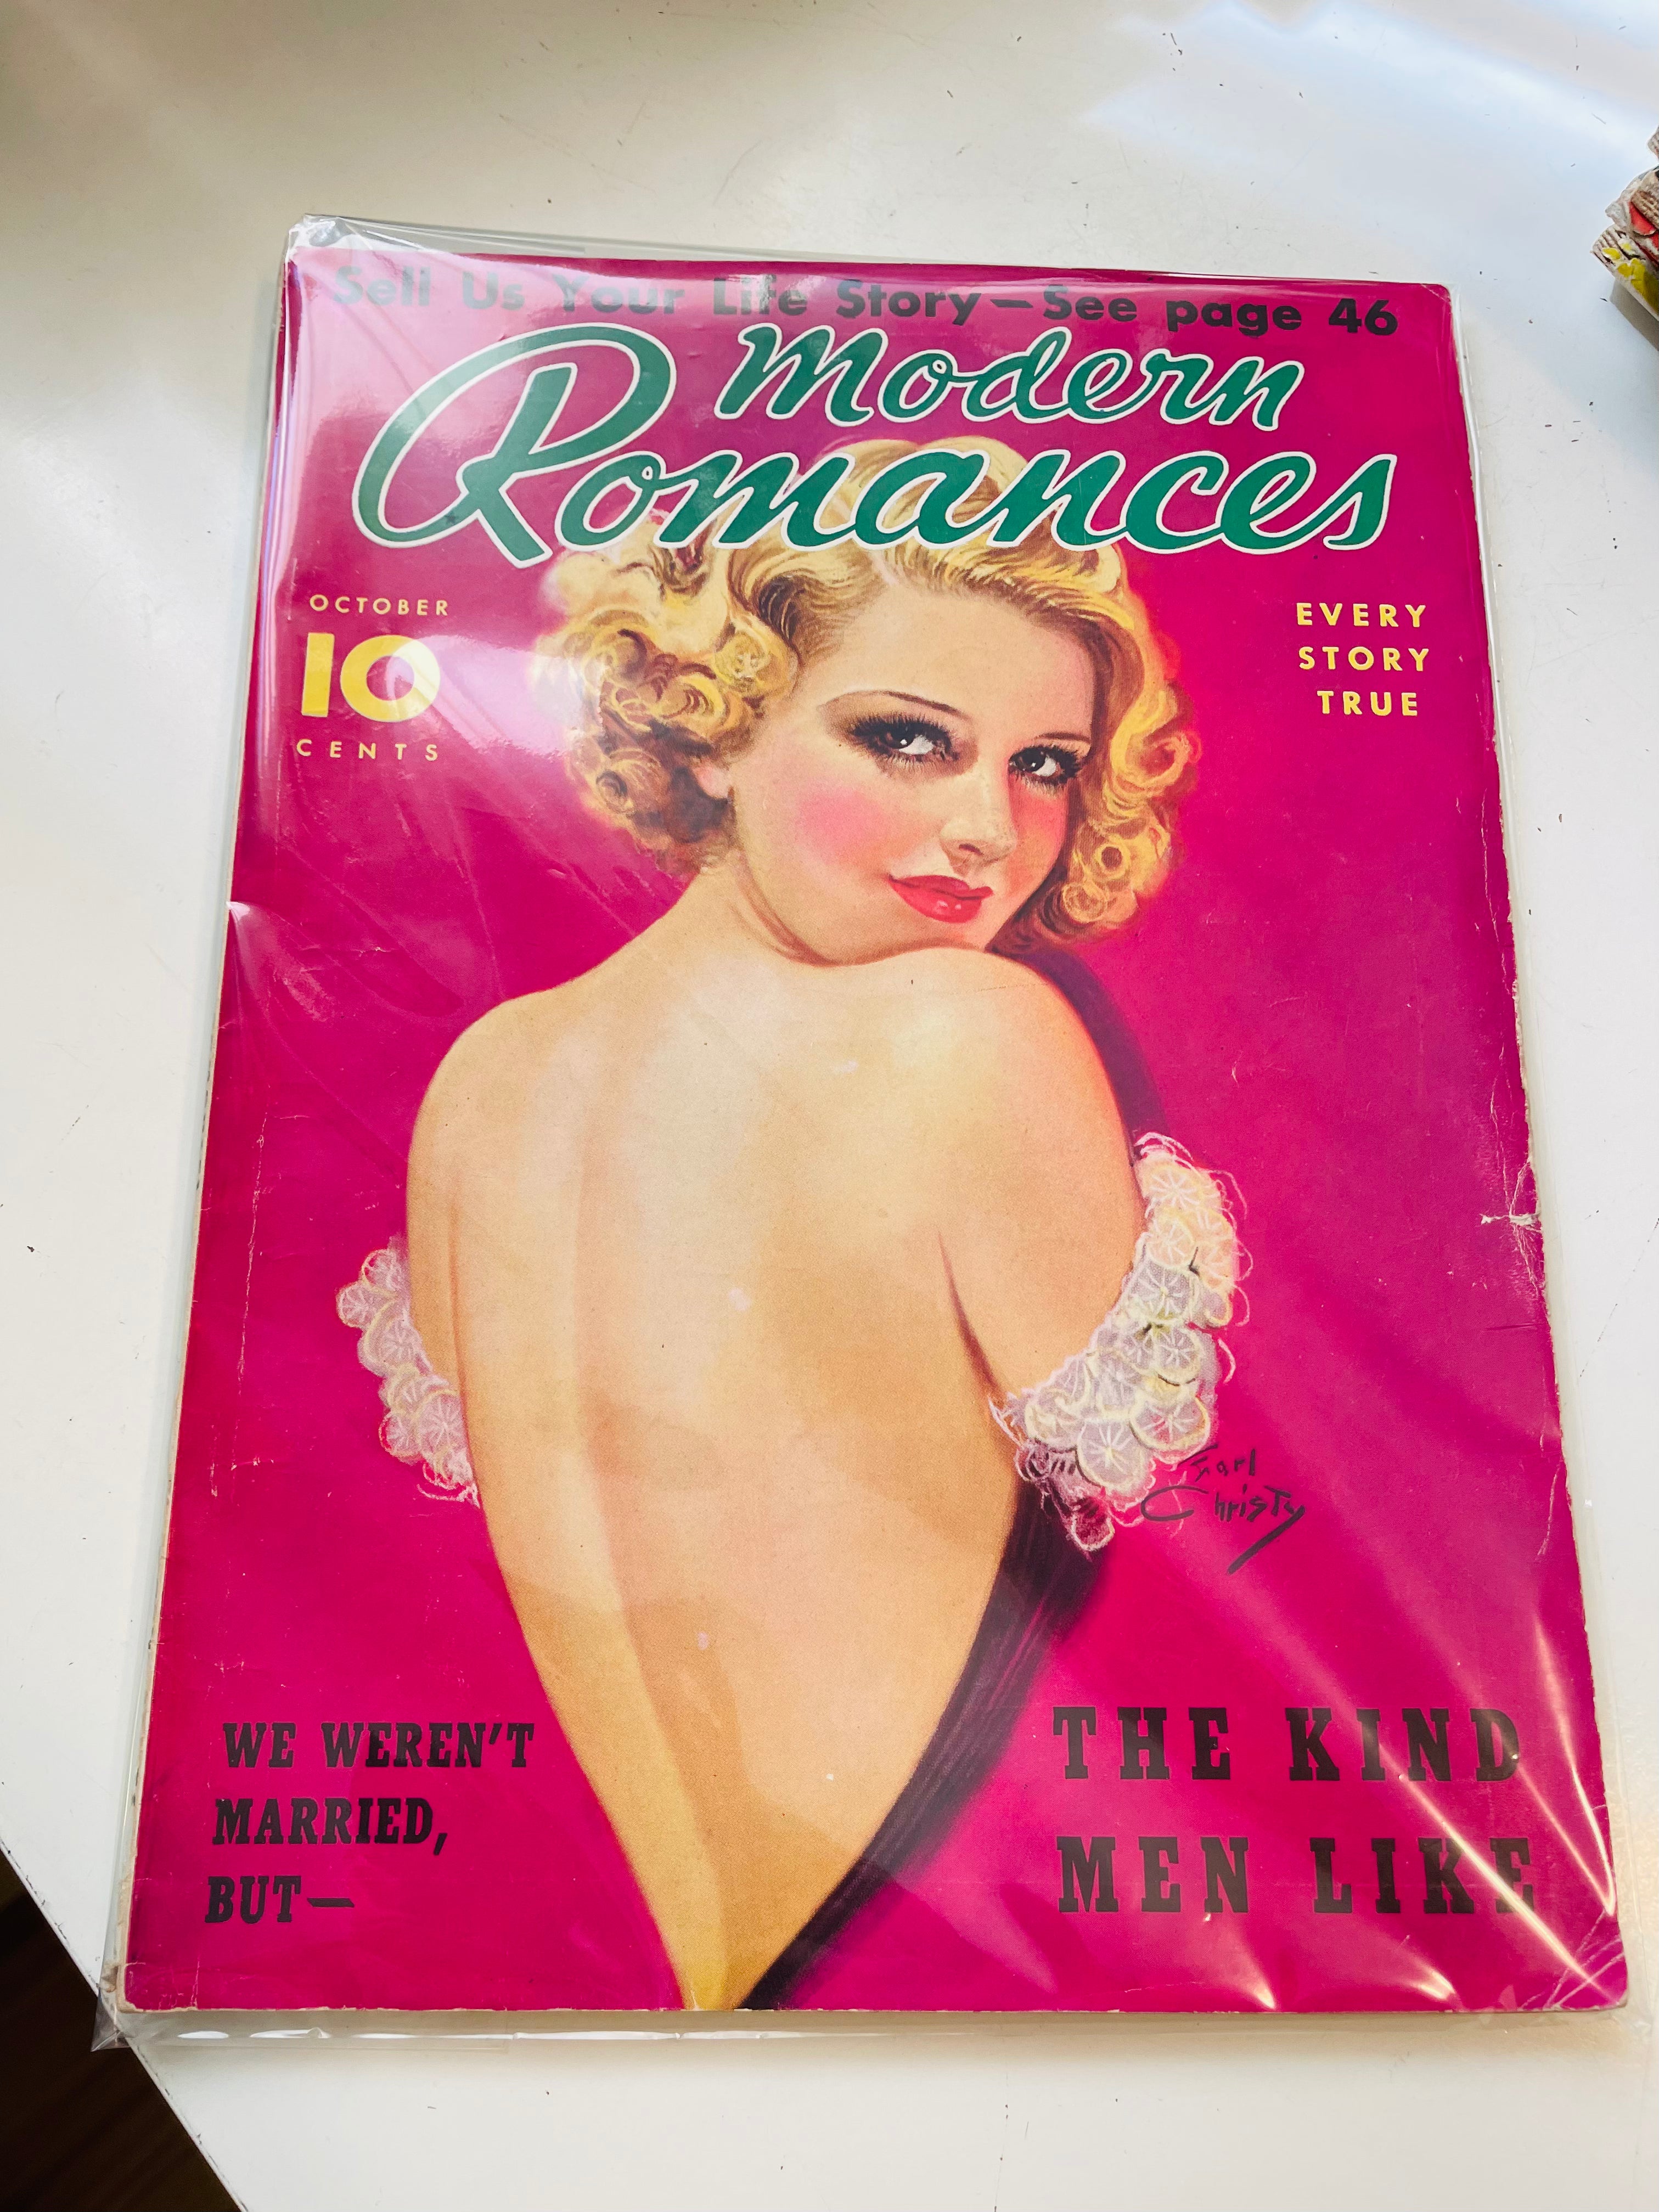 Sell Us Your Life Story—See page 46
Modern
Romances
OCTOBER
10
CENTS
EVERY
STORY
TRUE
Earl
Christy
WE WEREN'T
MARRIED,
BUT—
THE KIND
MEN LIKE